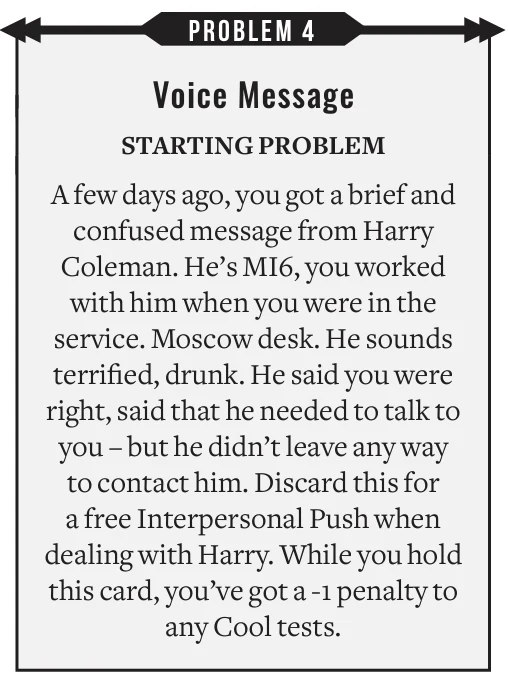 PROBLEM 4
Voice Message
STARTING PROBLEM
A few days ago, you got a brief and
confused message from Harry
Coleman. He’s MI6, you worked
with him when you were in the
service. Moscow desk. He sounds
terrified, drunk. He said you were
right, said that he needed to talk to
you – but he didn’t leave any way
to contact him. Discard this for
a free Interpersonal Push when
dealing with Harry. While you hold
this card, you’ve got a -1 penalty to
any Cool tests.